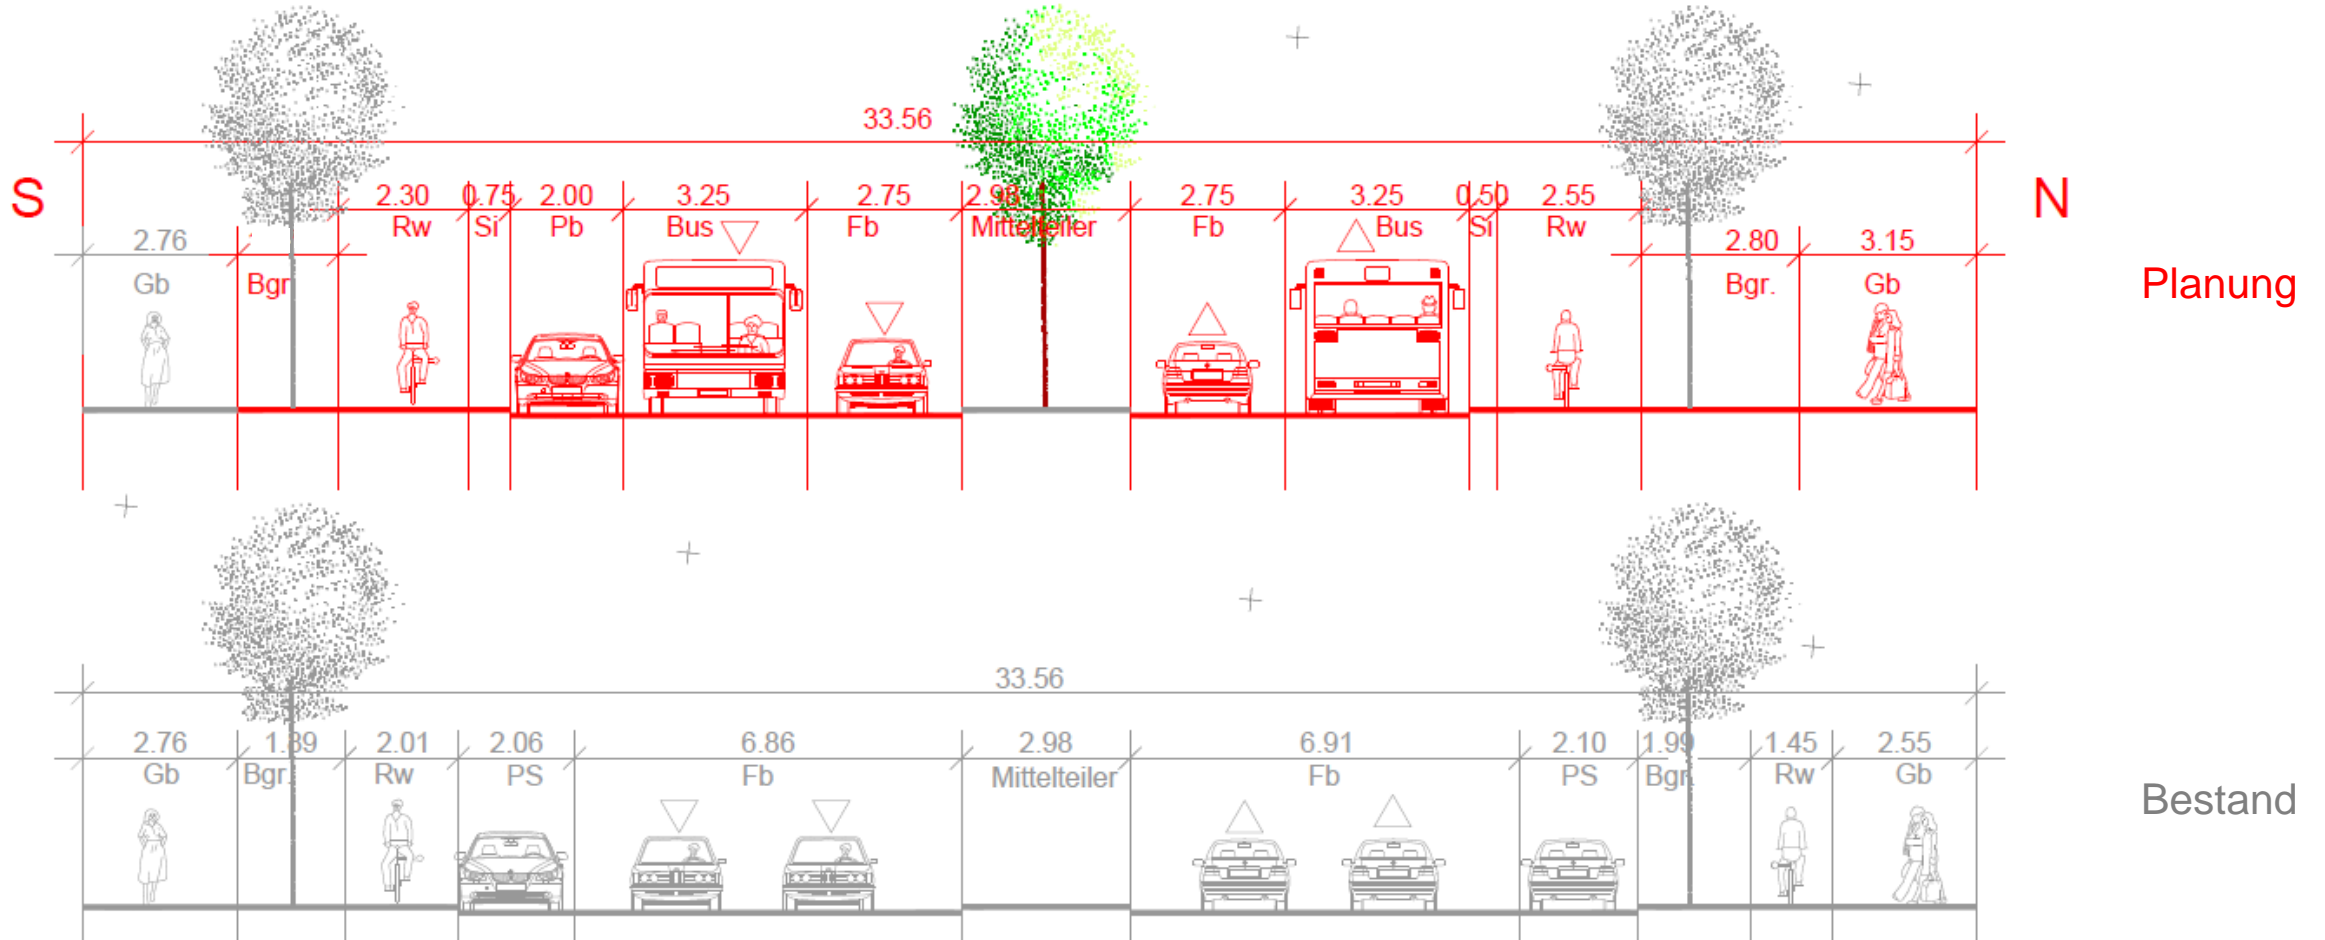 33.56
S
N
2.30 0.75 2.00 3.25 2.75 2.98 2.75 3.25 0.50 2.55
Rw Si Pb Bus Fb Mittelteiler Fb Bus Si Rw
2.76 2.80 3.15
Gb Bgr Bgr. Gb
Planung
33.56
2.76 1.89 2.01 2.06 6.86 2.98 6.91 2.10 1.99 1.45 2.55
Gb Bgr. Rw PS Fb Mittelteiler Fb PS Bgr. Rw Gb
Bestand